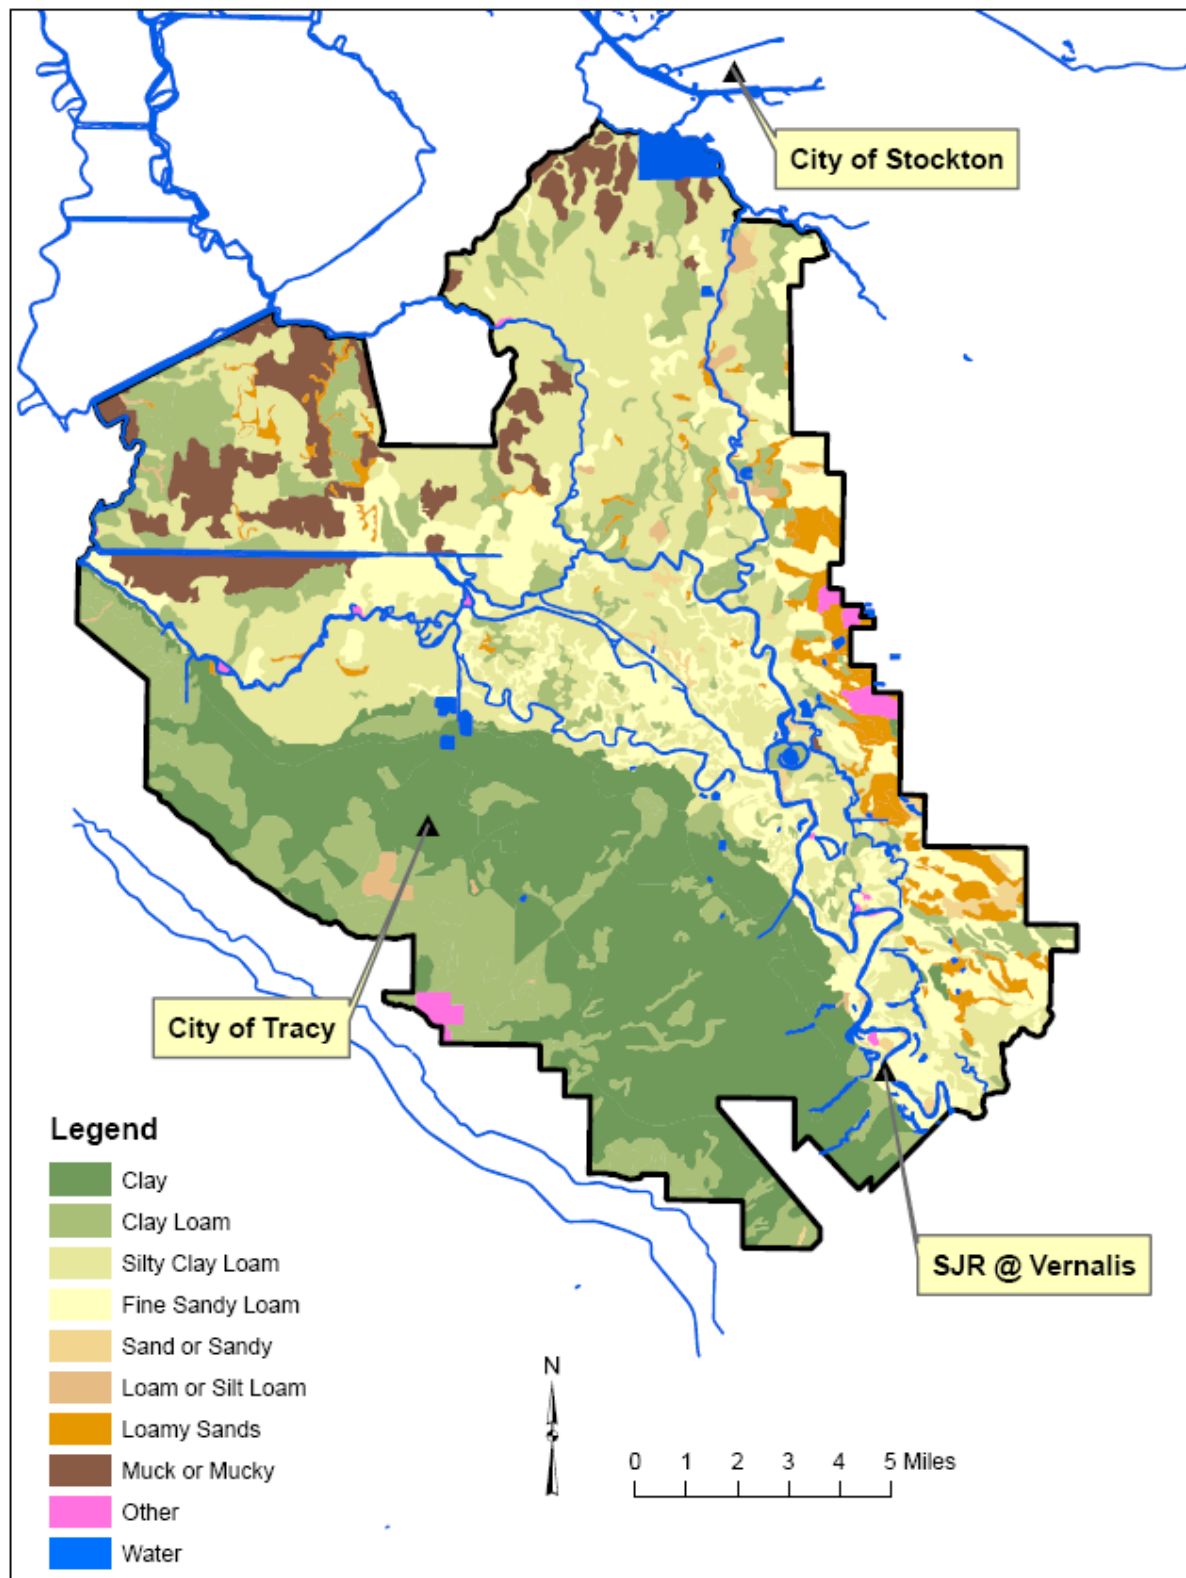 City of Stockton
City of Tracy
SJR @ Vernalis
Legend
Clay
Clay Loam
Silty Clay Loam
Fine Sandy Loam
Sand or Sandy
Loam or Silt Loam
Loamy Sands
Muck or Mucky
Other
Water
N
0 1 2 3 4 5 Miles